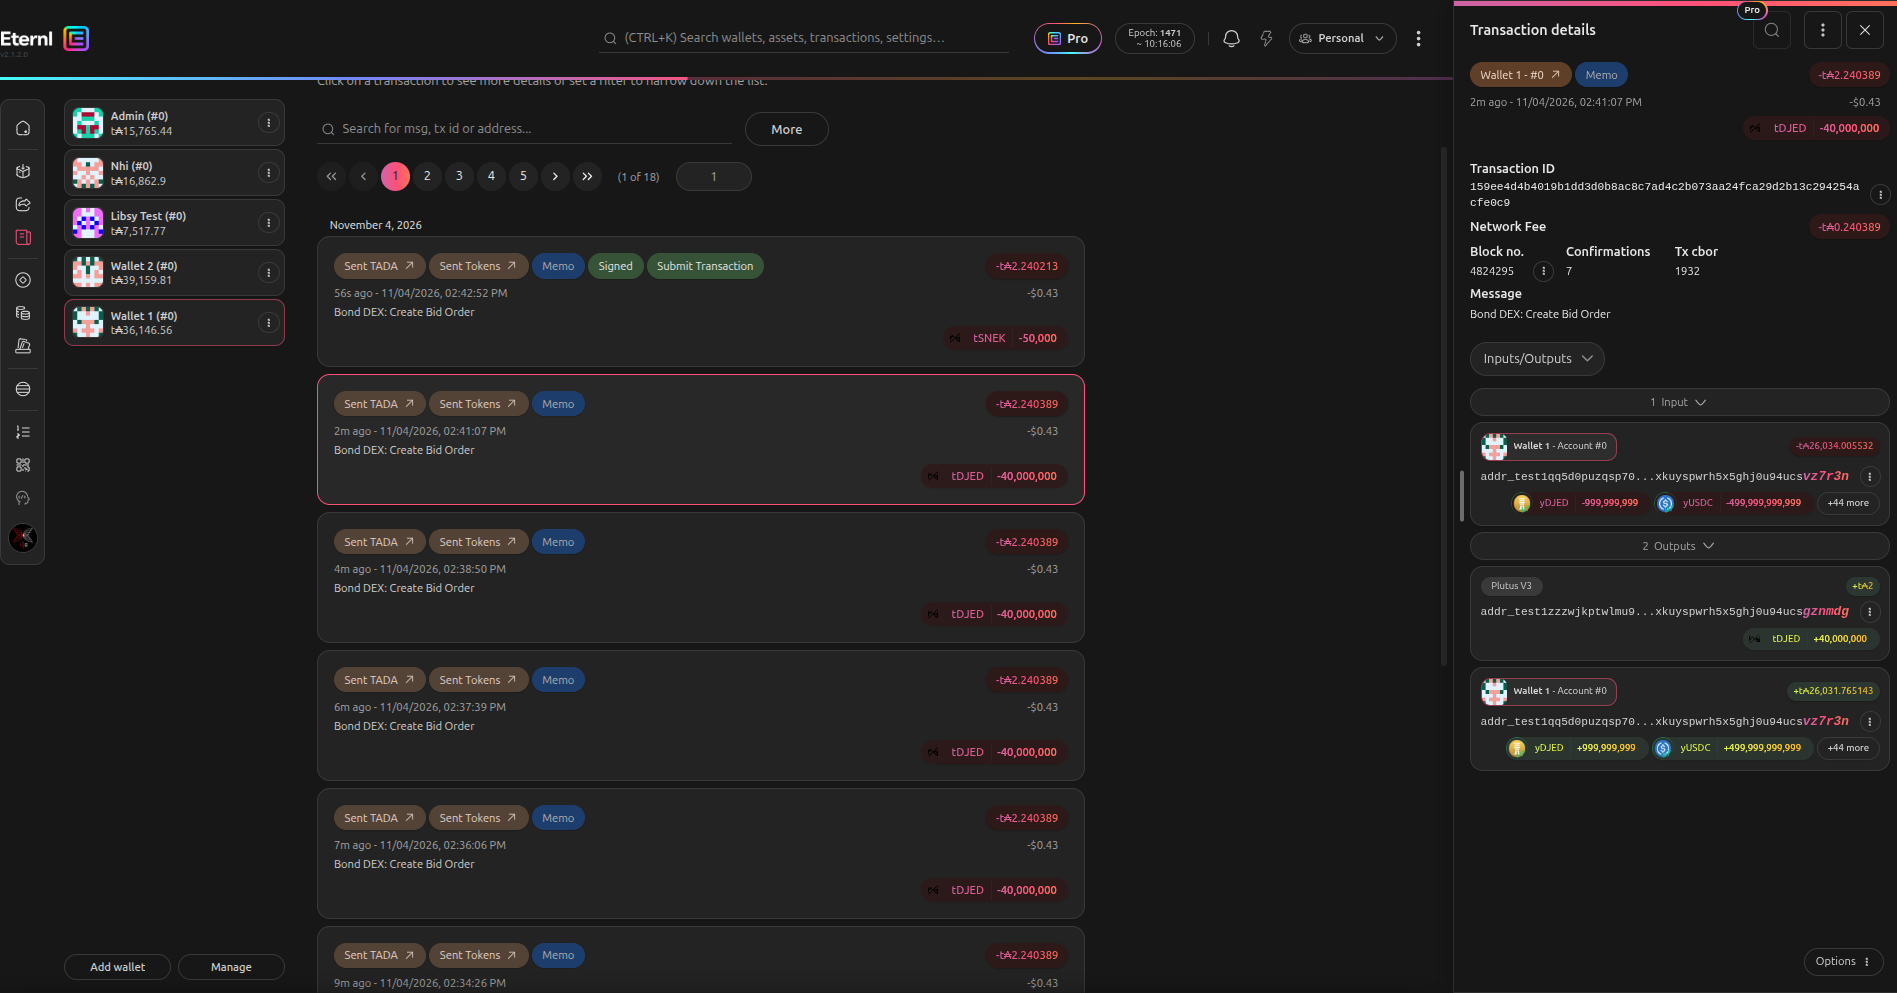 Eternl
v2.1.2.0
(CTRL+K) Search wallets, assets, transactions, settings...
Pro
Epoch: 1471
~ 10:16:06
Personal
Click on a transaction to see more details or set a filter to narrow down the list.
Admin (#0)
t₳15,765.44
Nhi (#0)
t₳16,862.9
Libsy Test (#0)
t₳7,517.77
Wallet 2 (#0)
t₳39,159.81
Wallet 1 (#0)
t₳36,146.56
Add wallet
Manage
Search for msg, tx id or address...
More
1 2 3 4 5 (1 of 18) 1
November 4, 2026
Sent TADA Sent Tokens Memo Signed Submit Transaction -t₳2.240213
56s ago - 11/04/2026, 02:42:52 PM -$0.43
Bond DEX: Create Bid Order
tSNEK -50,000
Sent TADA Sent Tokens Memo -t₳2.240389
2m ago - 11/04/2026, 02:41:07 PM -$0.43
Bond DEX: Create Bid Order
tDJED -40,000,000
Sent TADA Sent Tokens Memo -t₳2.240389
4m ago - 11/04/2026, 02:38:50 PM -$0.43
Bond DEX: Create Bid Order
tDJED -40,000,000
Sent TADA Sent Tokens Memo -t₳2.240389
6m ago - 11/04/2026, 02:37:39 PM -$0.43
Bond DEX: Create Bid Order
tDJED -40,000,000
Sent TADA Sent Tokens Memo -t₳2.240389
7m ago - 11/04/2026, 02:36:06 PM -$0.43
Bond DEX: Create Bid Order
tDJED -40,000,000
Sent TADA Sent Tokens Memo -t₳2.240389
9m ago - 11/04/2026, 02:34:26 PM -$0.43
Pro
Transaction details
Wallet 1 - #0 Memo -t₳2.240389
2m ago - 11/04/2026, 02:41:07 PM -$0.43
tDJED -40,000,000
Transaction ID
159ee4d4b4019b1dd3d0b8ac8c7ad4c2b073aa24fca29d2b13c294254a
cfe0c9
Network Fee -t₳0.240389
Block no. Confirmations Tx cbor
4824295 7 1932
Message
Bond DEX: Create Bid Order
Inputs/Outputs
1 Input
Wallet 1 - Account #0 -t₳26,034.005532
addr_test1qq5d0puzqsp70...xkuyspwrh5x5ghj0u94ucsvz7r3n
yDJED -999,999,999 yUSDC -499,999,999,999 +44 more
2 Outputs
Plutus V3 +t₳2
addr_test1zzzwjkptwlmu9...xkuyspwrh5x5ghj0u94ucsgznmdg
tDJED +40,000,000
Wallet 1 - Account #0 +t₳26,031.765143
addr_test1qq5d0puzqsp70...xkuyspwrh5x5ghj0u94ucsvz7r3n
yDJED +999,999,999 yUSDC +499,999,999,999 +44 more
Options